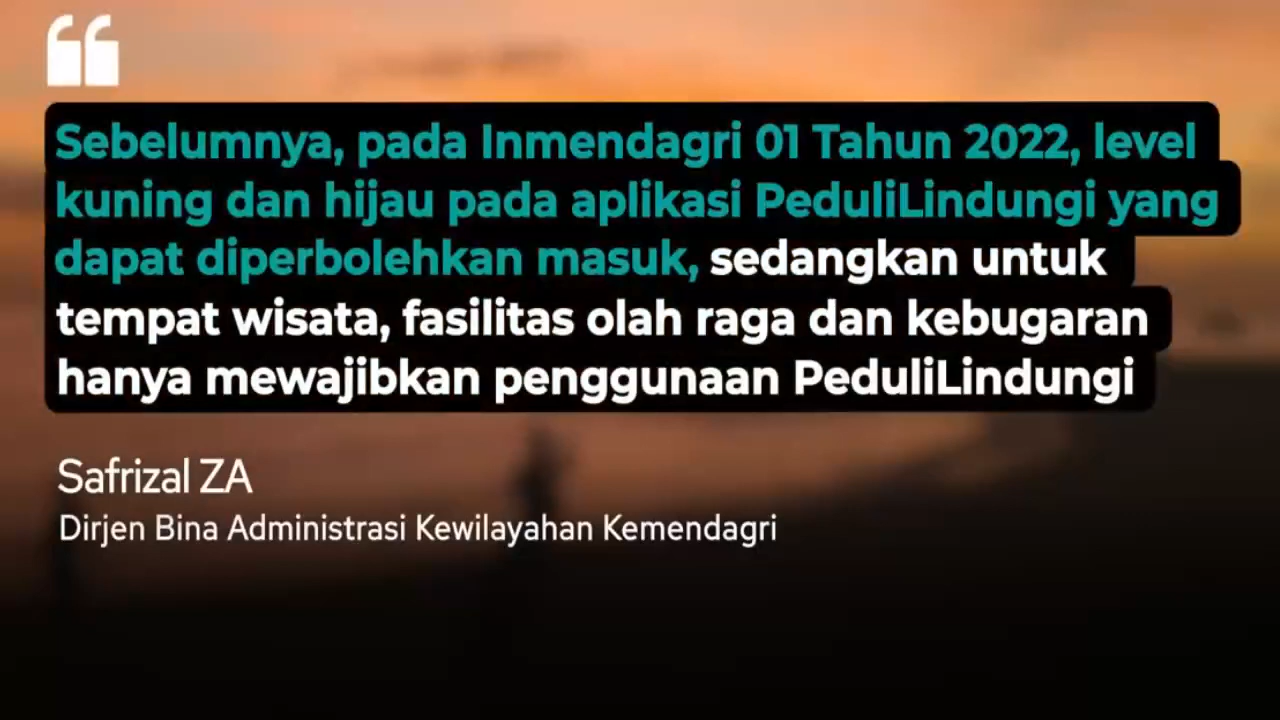 “
Sebelumnya, pada Inmendagri 01 Tahun 2022, level
kuning dan hijau pada aplikasi PeduliLindungi yang
dapat diperbolehkan masuk, sedangkan untuk
tempat wisata, fasilitas olah raga dan kebugaran
hanya mewajibkan penggunaan PeduliLindungi
Safrizal ZA
Dirjen Bina Administrasi Kewilayahan Kemendagri